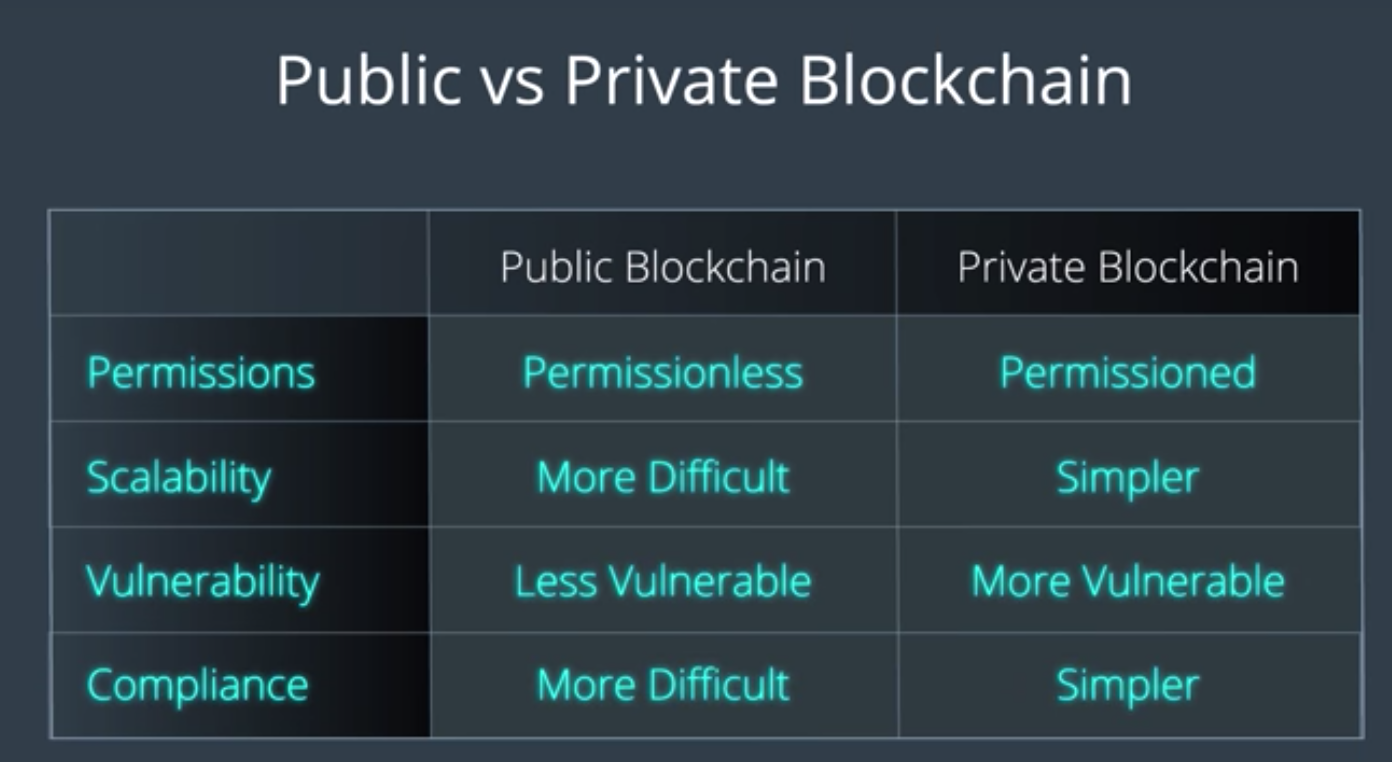 Public vs Private Blockchain
Public Blockchain Private Blockchain
Permissions Permissionless Permissioned
Scalability More Difficult Simpler
Vulnerability Less Vulnerable More Vulnerable
Compliance More Difficult Simpler